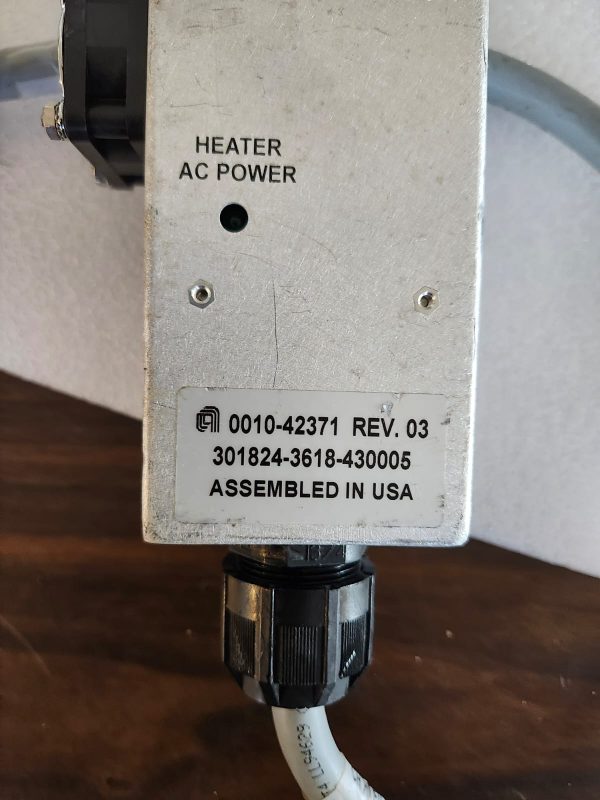 HEATER
AC POWER
0010-42371 REV. 03
301824-3618-430005
ASSEMBLED IN USA